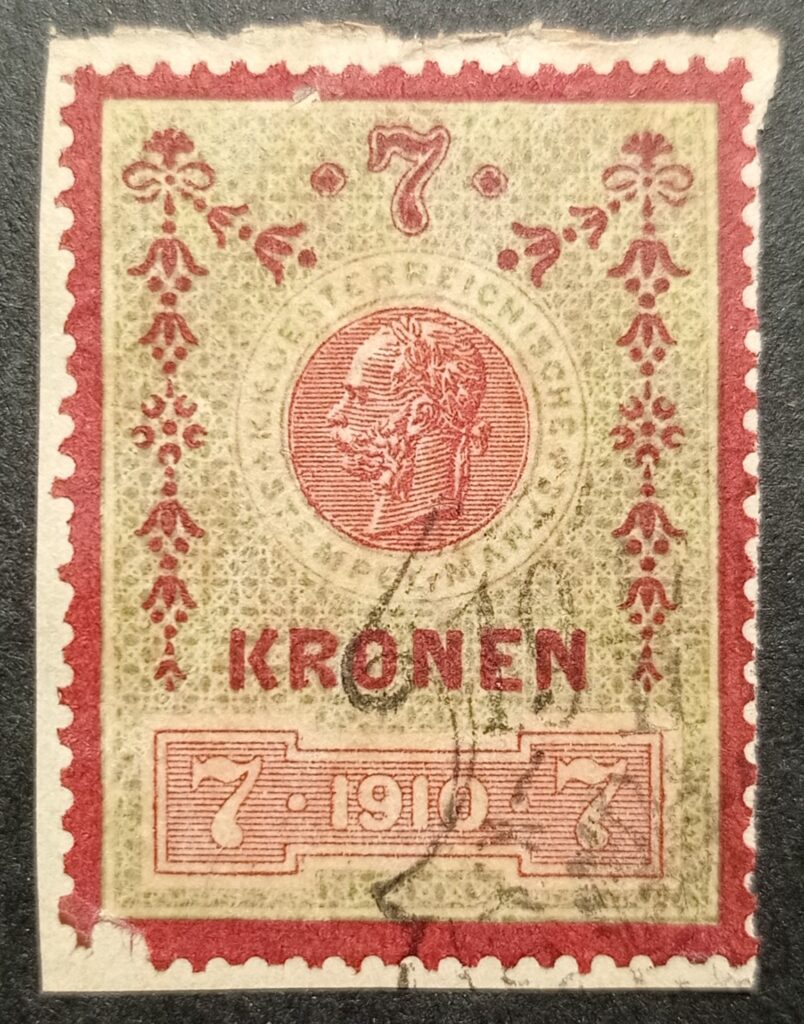 7
K.K. OESTERREICHISCHE
STEMPELMARKE
KRONEN
7 · 1910 · 7